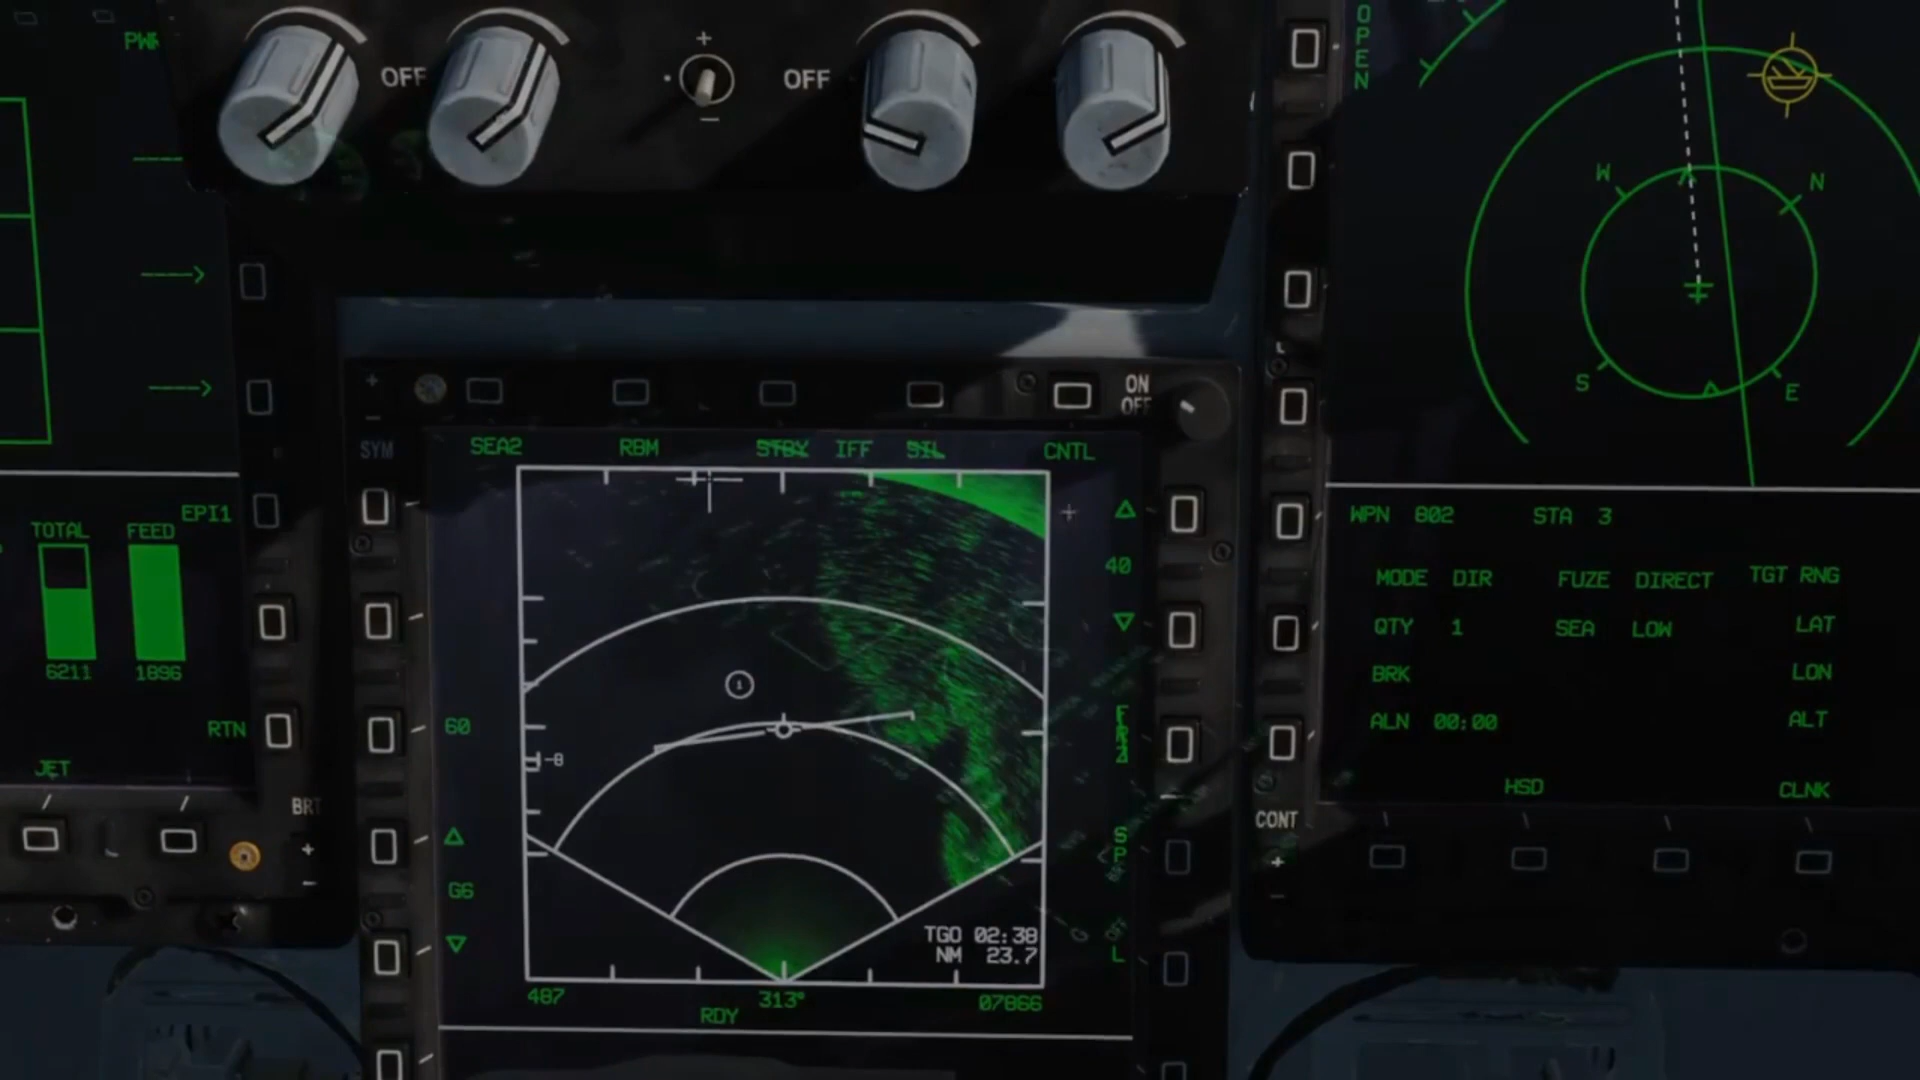 PWR
OFF
+
OFF
-
OPEN
W
N
S
E
ON
OFF
SYM
SEA2
RBM
STBY
IFF
SIL
CNTL
EPI1
TOTAL
FEED
6211
1896
RTN
JET
BRT
+
-
40
60
1
-8
G6
SP
L
TGO 02:38
NM 23.7
487
313°
07866
RDY
WPN 802
STA 3
MODE DIR
FUZE DIRECT
TGT RNG
QTY 1
SEA LOW
LAT
BRK
LON
ALN 00:00
ALT
HSD
CLNK
CONT
+
-